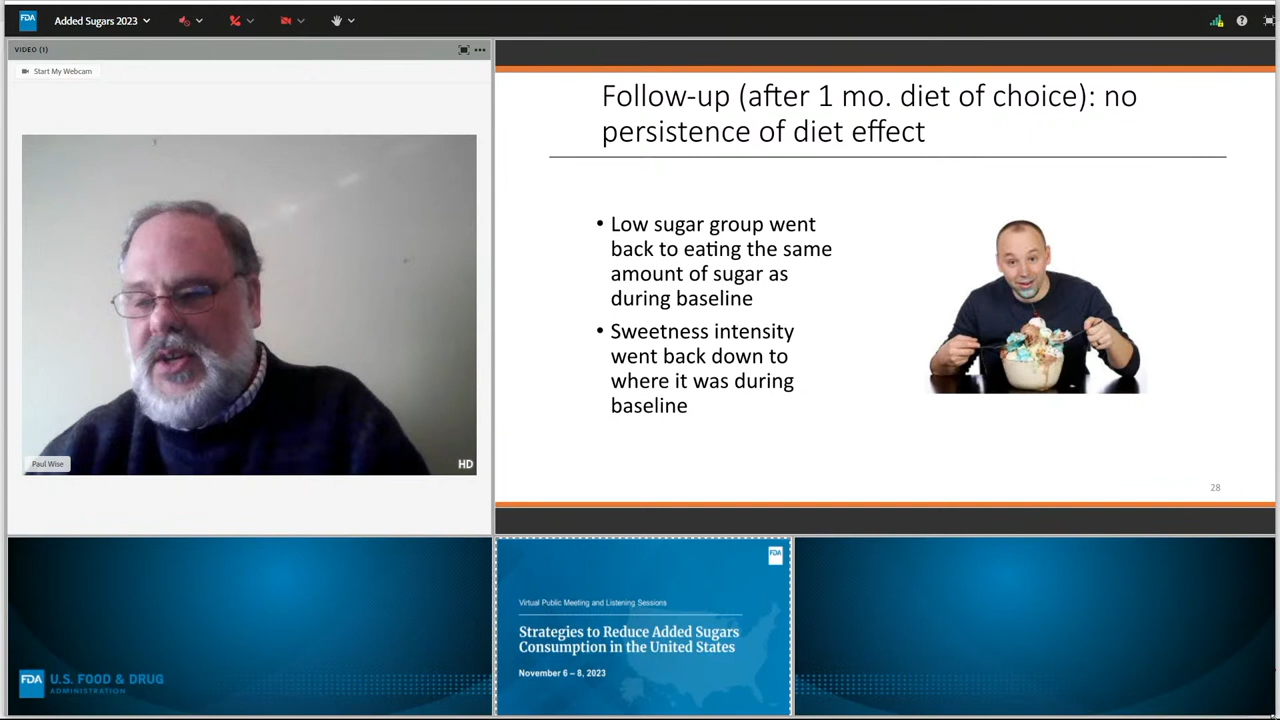 FDA
Added Sugars 2023
VIDEO (1)
Start My Webcam
Paul Wise
HD
Follow-up (after 1 mo. diet of choice): no
persistence of diet effect
• Low sugar group went
back to eating the same
amount of sugar as
during baseline
• Sweetness intensity
went back down to
where it was during
baseline
28
FDA
U.S. FOOD & DRUG
ADMINISTRATION
FDA
Virtual Public Meeting and Listening Sessions
Strategies to Reduce Added Sugars
Consumption in the United States
November 6 – 8, 2023